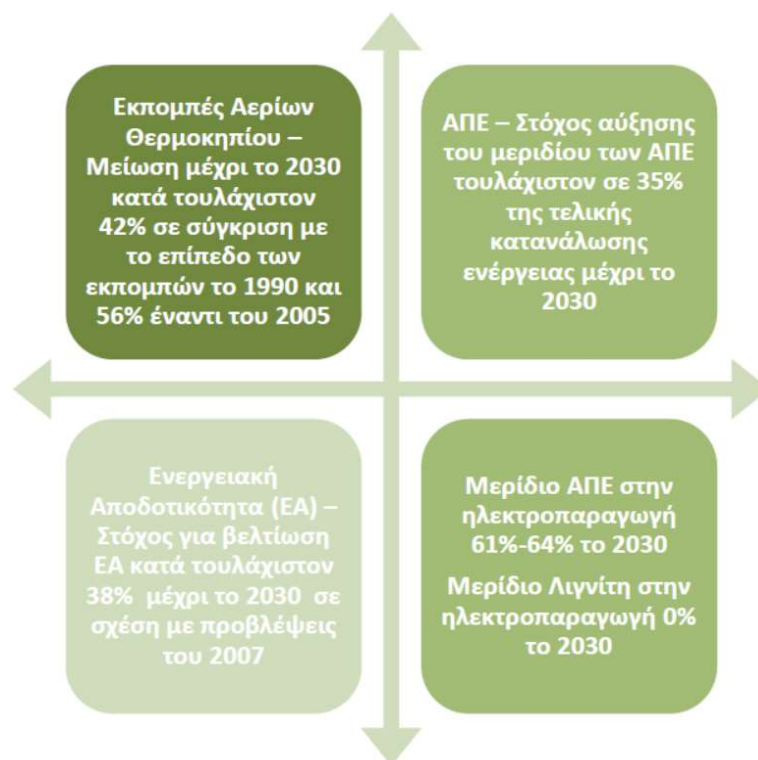 Εκπομπές Αερίων
Θερμοκηπίου –
Μείωση μέχρι το 2030
κατά τουλάχιστον
42% σε σύγκριση με
το επίπεδο των
εκπομπών το 1990 και
56% έναντι του 2005
ΑΠΕ – Στόχος αύξησης
του μεριδίου των ΑΠΕ
τουλάχιστον σε 35%
της τελικής
κατανάλωσης
ενέργειας μέχρι το
2030
Ενεργειακή
Αποδοτικότητα (ΕΑ) –
Στόχος για βελτίωση
ΕΑ κατά τουλάχιστον
38% μέχρι το 2030 σε
σχέση με προβλέψεις
του 2007
Μερίδιο ΑΠΕ στην
ηλεκτροπαραγωγή
61%-64% το 2030
Μερίδιο Λιγνίτη στην
ηλεκτροπαραγωγή 0%
το 2030